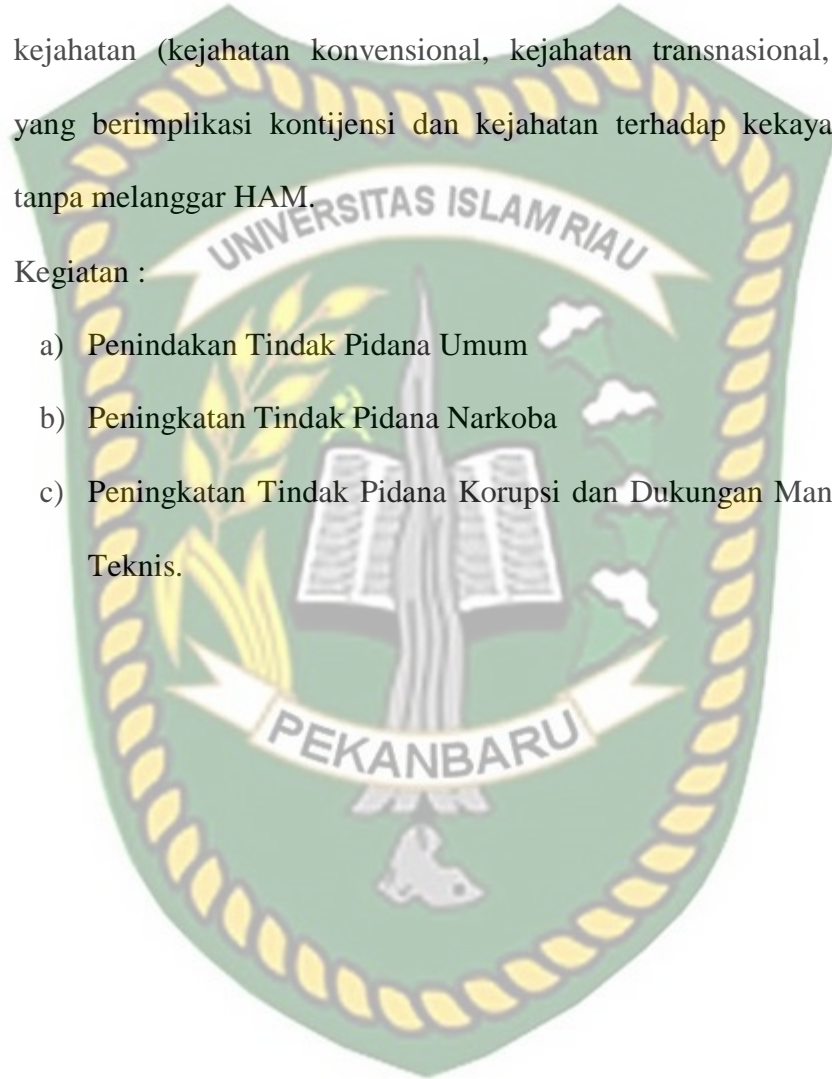 kejahatan (kejahatan konvensional, kejahatan transnasional,
yang berimplikasi kontijensi dan kejahatan terhadap kekaya
tanpa melanggar HAM.
UNIVERSITAS ISLAM RIAU
Kegiatan :
a) Penindakan Tindak Pidana Umum
b) Peningkatan Tindak Pidana Narkoba
c) Peningkatan Tindak Pidana Korupsi dan Dukungan Man
Teknis.
PEKANBARU